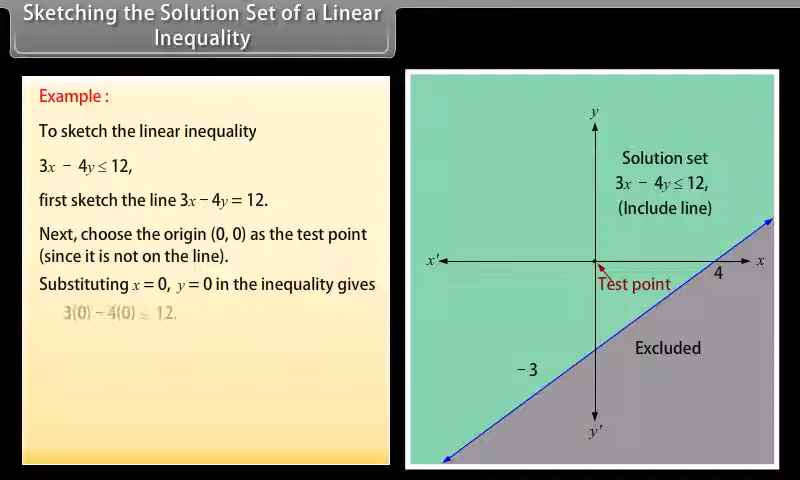 Sketching the Solution Set of a Linear
Inequality
Example :
To sketch the linear inequality
3x − 4y ≤ 12,
first sketch the line 3x − 4y = 12.
Next, choose the origin (0, 0) as the test point
(since it is not on the line).
Substituting x = 0, y = 0 in the inequality gives
3(0) − 4(0) ≤ 12.
y
Solution set
3x − 4y ≤ 12,
(Include line)
x'
x
4
Test point
Excluded
−3
y'